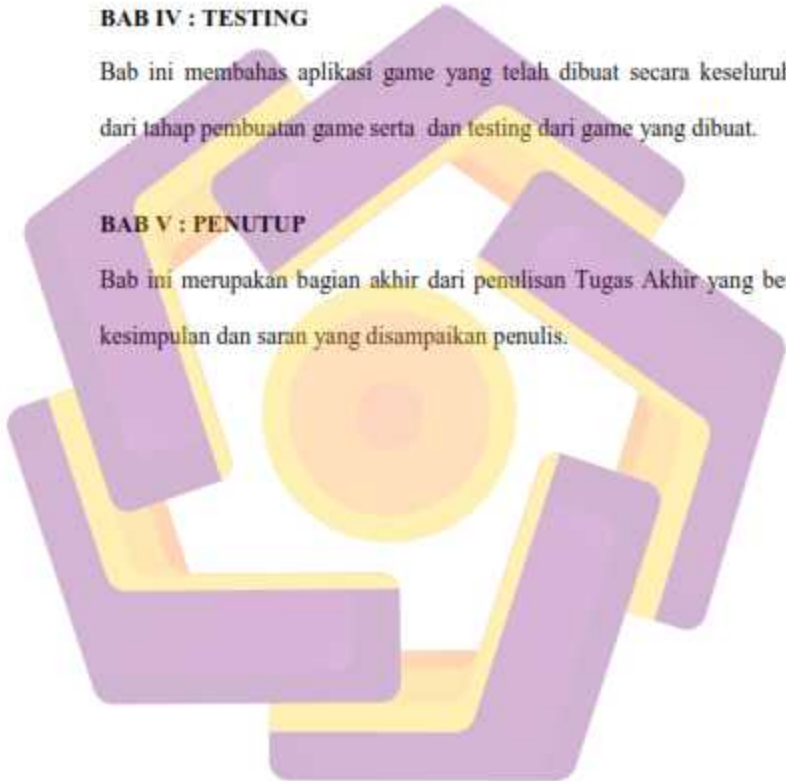 BAB IV : TESTING
Bab ini membahas aplikasi game yang telah dibuat secara keseluruh
dari tahap pembuatan game serta dan testing dari game yang dibuat.
BAB V : PENUTUP
Bab ini merupakan bagian akhir dari penulisan Tugas Akhir yang be
kesimpulan dan saran yang disampaikan penulis.